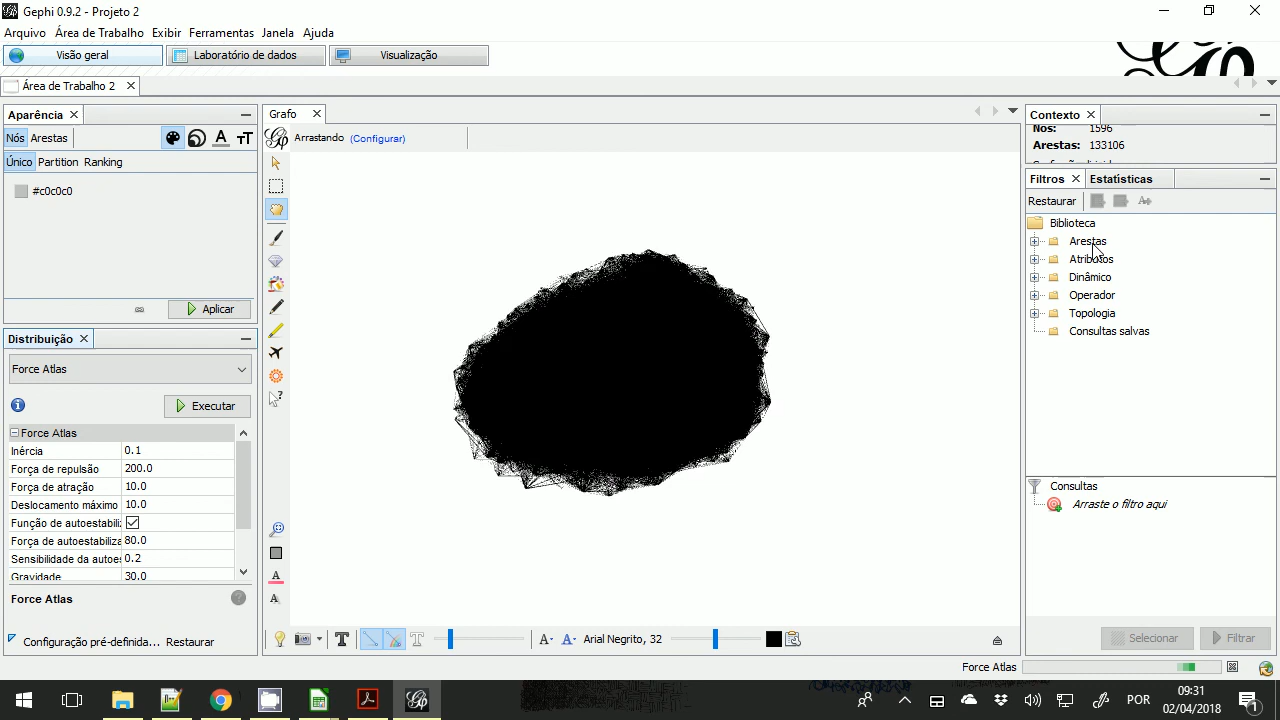 Gephi 0.9.2 - Projeto 2
Arquivo Área de Trabalho Exibir Ferramentas Janela Ajuda
Visão geral Laboratório de dados Visualização
Área de Trabalho 2
Aparência
Nós Arestas
Único Partition Ranking
#c0c0c0
Aplicar
Distribuição
Force Atlas
Executar
Force Atlas
Inércia 0.1
Força de repulsão 200.0
Força de atração 10.0
Deslocamento máximo 10.0
Função de autoestabili
Força de autoestabiliza 80.0
Sensibilidade da autoes 0.2
Gravidade 30.0
Force Atlas
Configuração pré-definida... Restaurar
Grafo
Arrastando (Configurar)
Arial Negrito, 32
Contexto
Nós: 1596
Arestas: 133106
Filtros Estatísticas
Restaurar
Biblioteca
Arestas
Atributos
Dinâmico
Operador
Topologia
Consultas salvas
Consultas
Arraste o filtro aqui
Selecionar Filtrar
Force Atlas
POR
09:31
02/04/2018
1